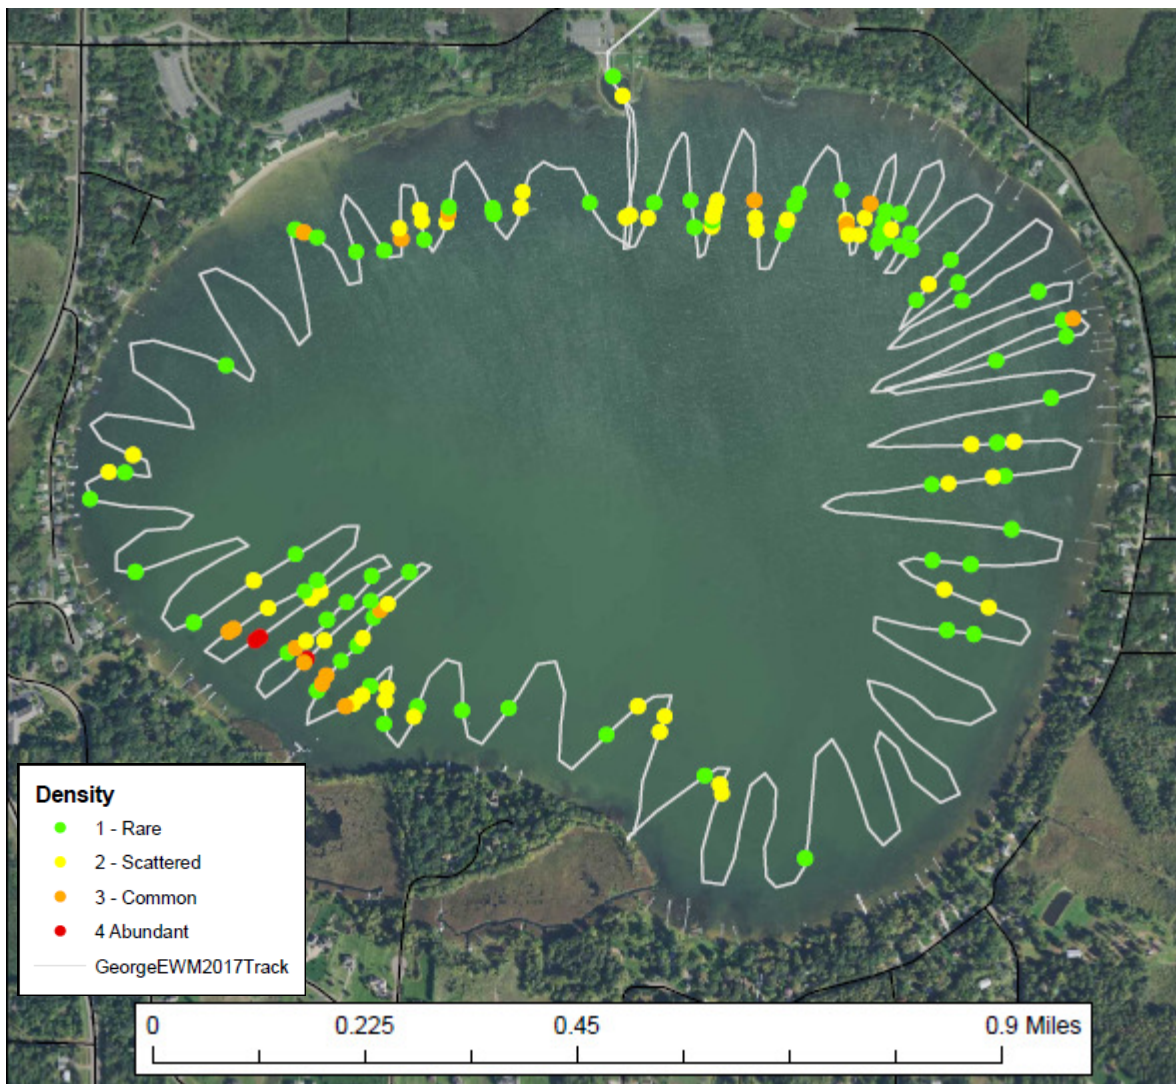 Density
1 - Rare
2 - Scattered
3 - Common
4 Abundant
GeorgeEWM2017Track
0 0.225 0.45 0.9 Miles